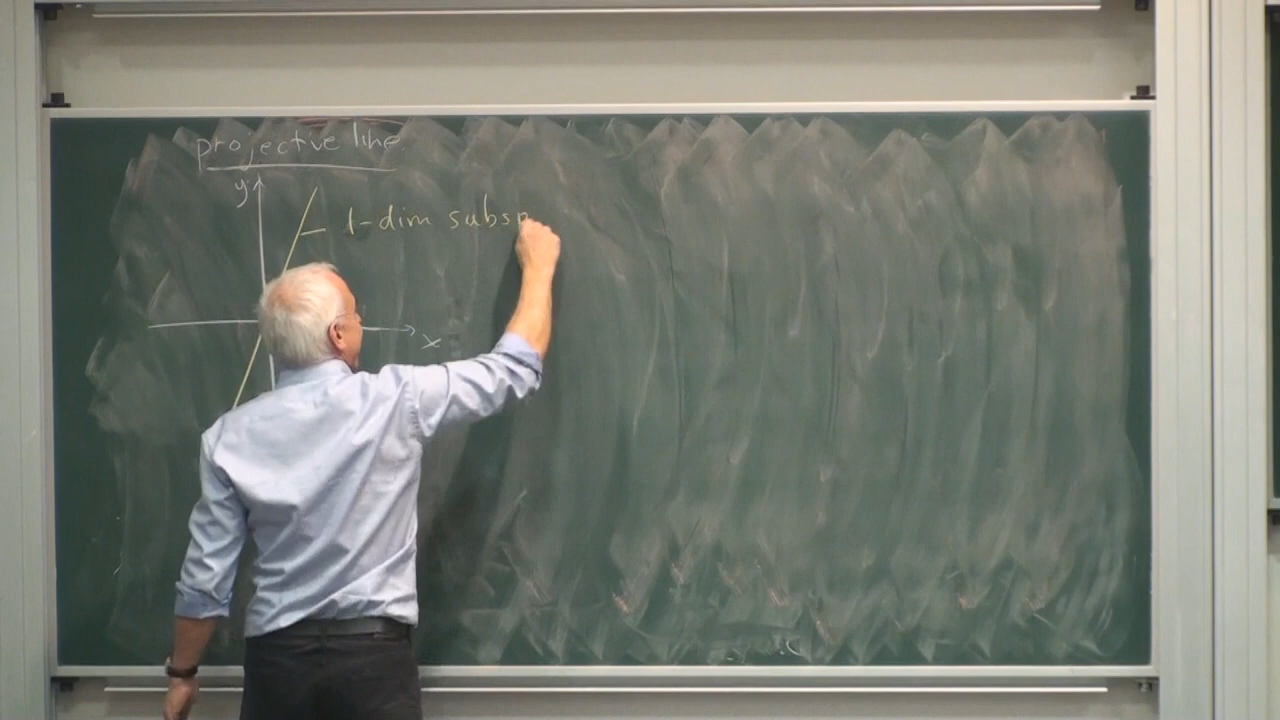 projective line
y
1-dim subsp
x